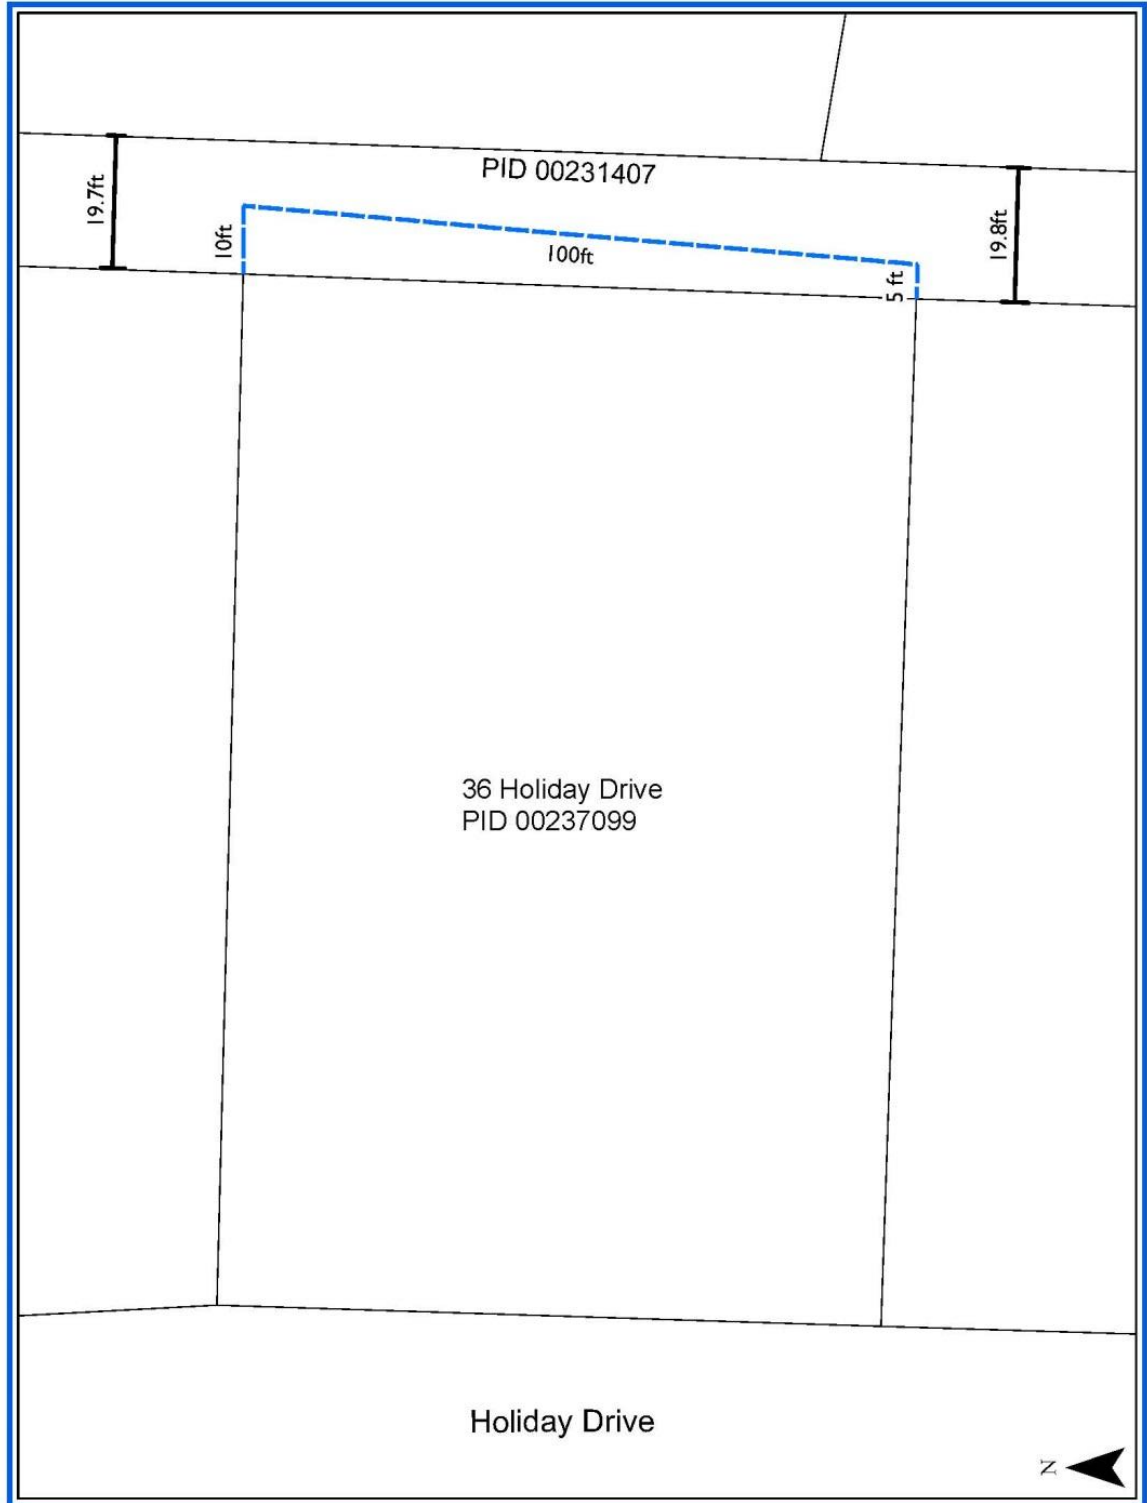 PID 00231407
19.7ft
10ft
100ft
5 ft
19.8ft
36 Holiday Drive
PID 00237099
Holiday Drive
N